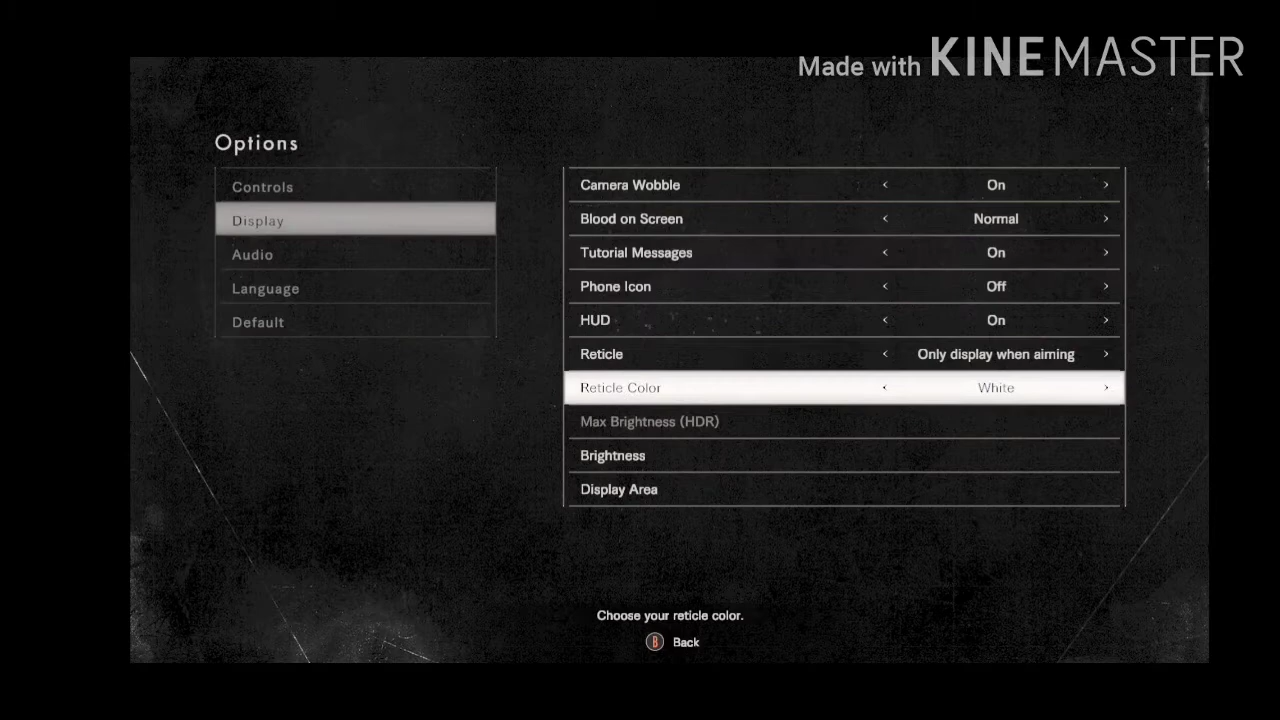 Made with KINEMASTER
Options
Controls
Display
Audio
Language
Default
Camera Wobble < On >
Blood on Screen < Normal >
Tutorial Messages < On >
Phone Icon < Off >
HUD < On >
Reticle < Only display when aiming >
Reticle Color < White >
Max Brightness (HDR)
Brightness
Display Area
Choose your reticle color.
B Back